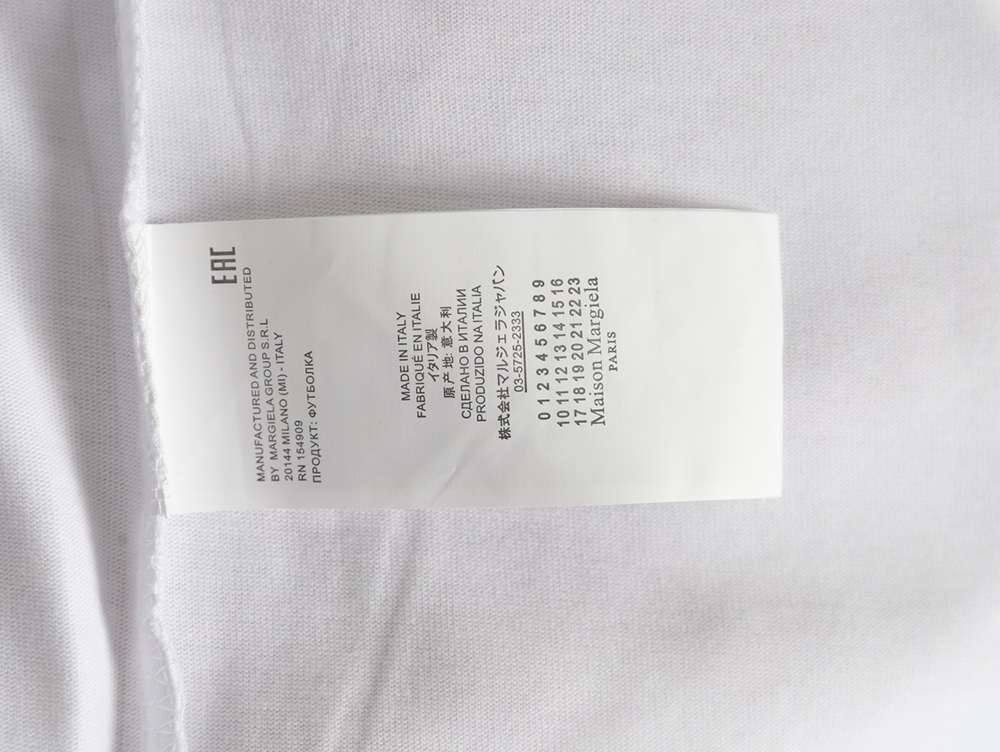 EAC
MANUFACTURED AND DISTRIBUTED
BY MARGIELA GROUP S.R.L
20144 MILANO (MI) - ITALY
RN 154909
ПРОДУКТ: ФУТБОЛКА
MADE IN ITALY
FABRIQUÉ EN ITALIE
イタリア製
原产地: 意大利
СДЕЛАНО В ИТАЛИИ
PRODUZIDO NA ITALIA
株式会社マルジェラジャパン
03-5725-2333
0 1 2 3 4 5 6 7 8 9
10 11 12 13 14 15 16
17 18 19 20 21 22 23
Maison Margiela
PARIS